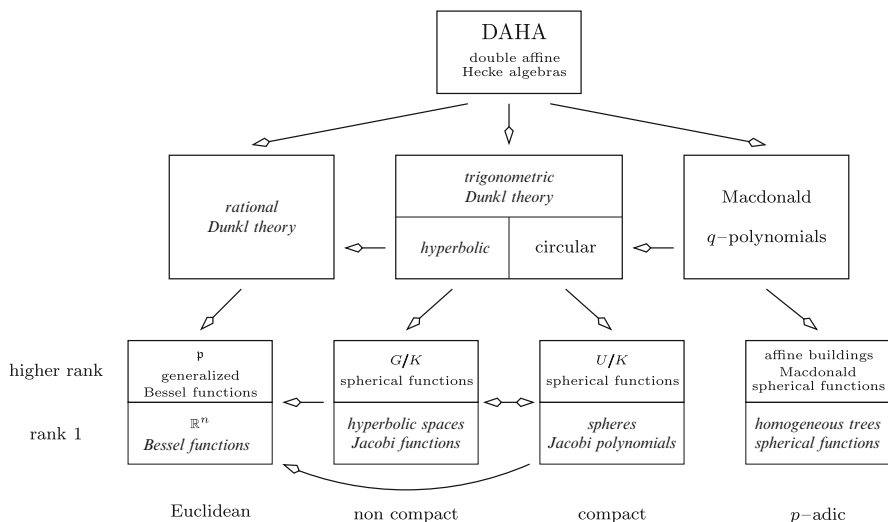 DAHA
double affine
Hecke algebras
rational
Dunkl theory
trigonometric
Dunkl theory
hyperbolic
circular
Macdonald
q−polynomials
higher rank
𝔭
generalized
Bessel functions
G/K
spherical functions
U/K
spherical functions
affine buildings
Macdonald
spherical functions
rank 1
ℝⁿ
Bessel functions
hyperbolic spaces
Jacobi functions
spheres
Jacobi polynomials
homogeneous trees
spherical functions
Euclidean
non compact
compact
p−adic